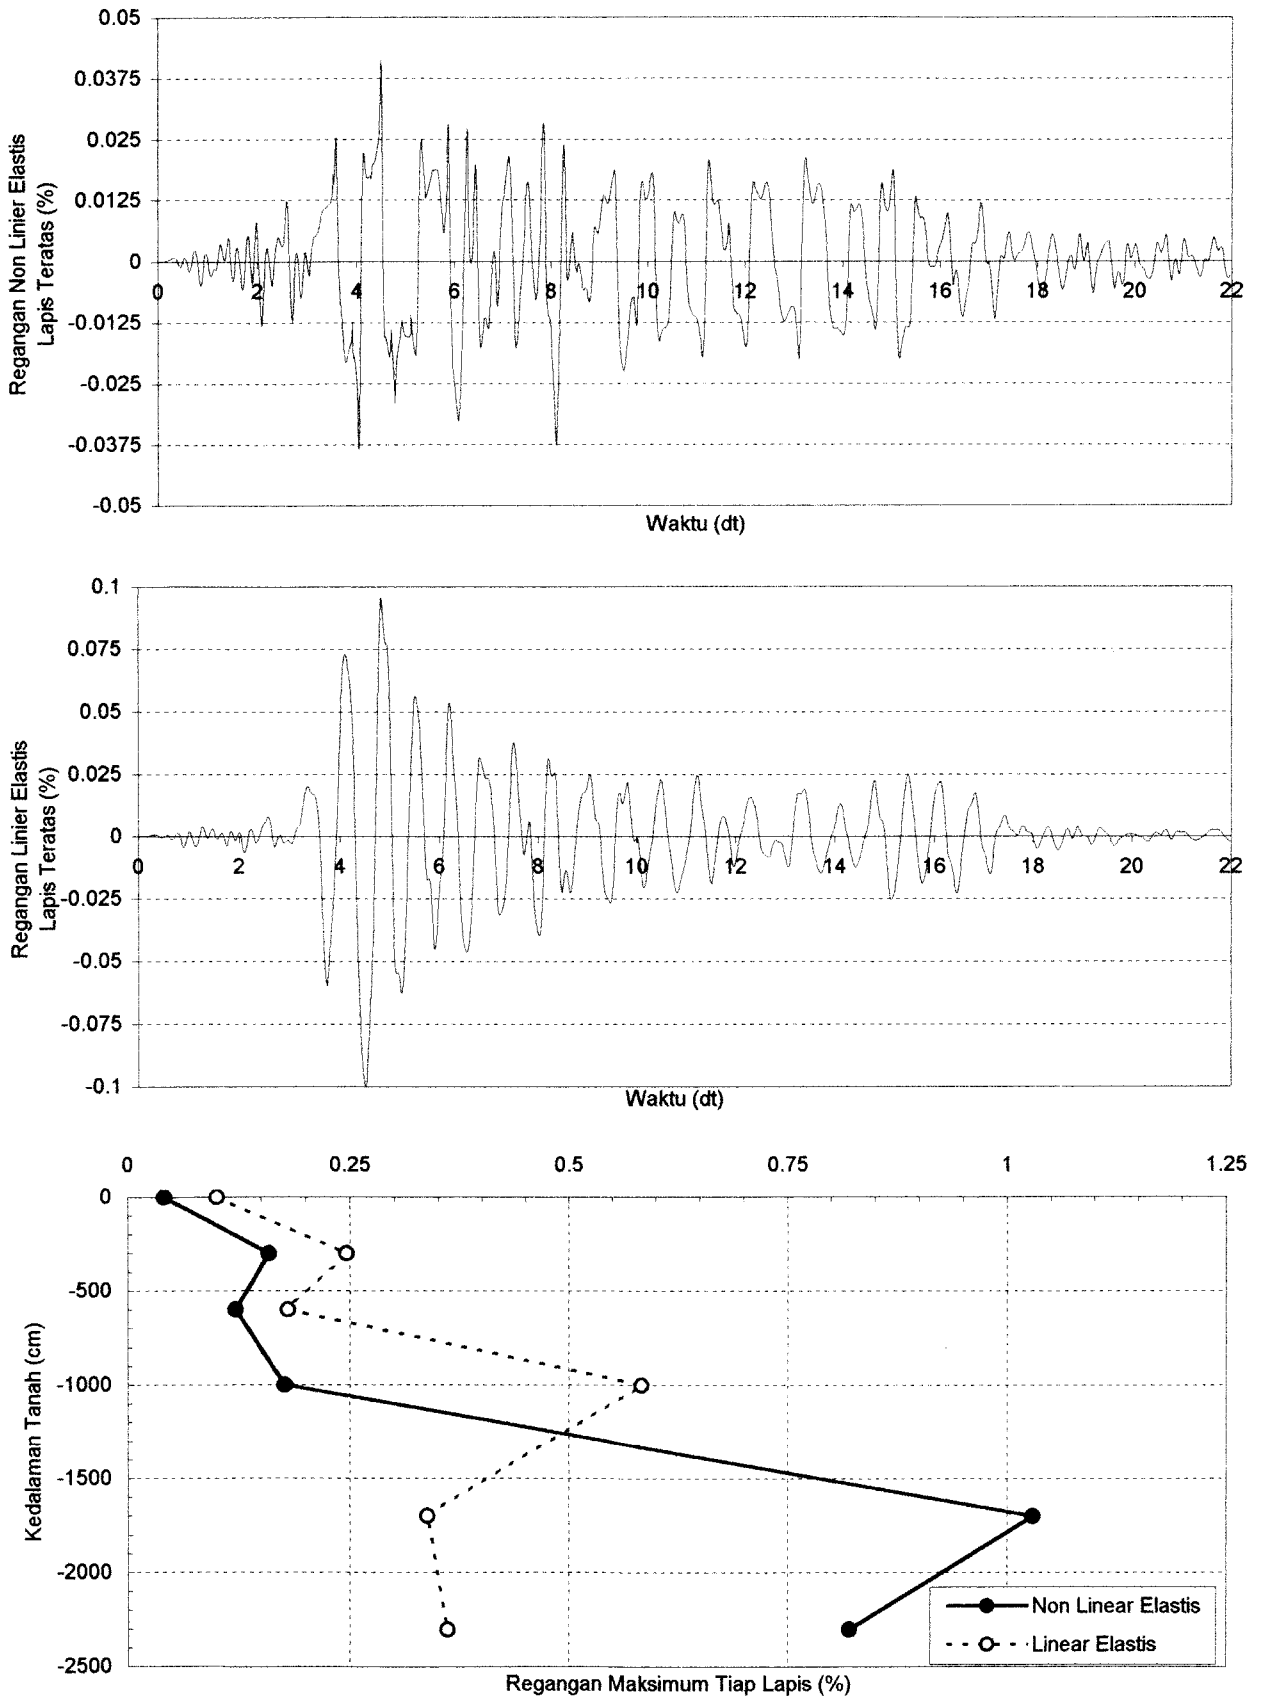 0.05
0.0375
0.025
0.0125
0
-0.0125
-0.025
-0.0375
-0.05
Regangan Non Linier Elastis
Lapis Teratas (%)
0 2 4 6 8 10 12 14 16 18 20 22
Waktu (dt)
0.1
0.075
0.05
0.025
0
-0.025
-0.05
-0.075
-0.1
Regangan Linier Elastis
Lapis Teratas (%)
0 2 4 6 8 10 12 14 16 18 20 22
Waktu (dt)
0 0.25 0.5 0.75 1 1.25
0
-500
-1000
-1500
-2000
-2500
Kedalaman Tanah (cm)
Non Linear Elastis
Linear Elastis
Regangan Maksimum Tiap Lapis (%)